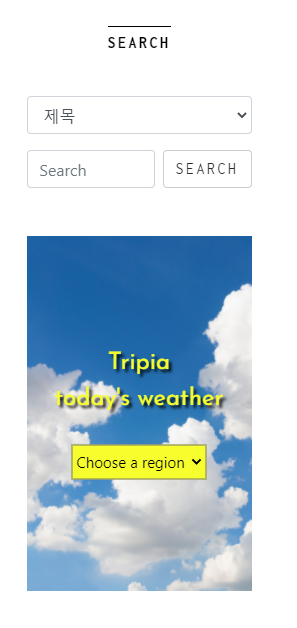 SEARCH
제목
Search
SEARCH
Tripia
today's weather
Choose a region